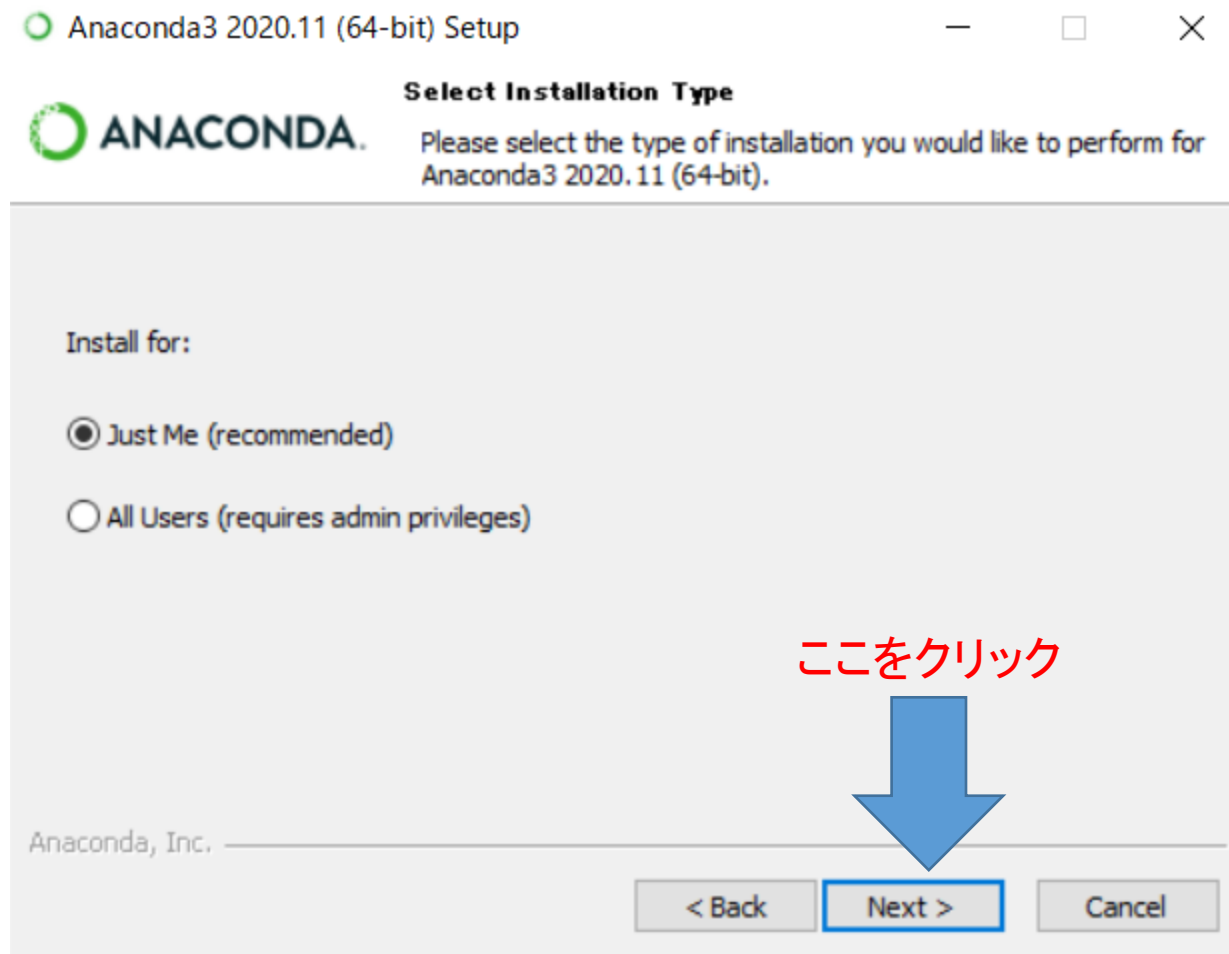 Anaconda3 2020.11 (64-bit) Setup
ANACONDA.
Select Installation Type
Please select the type of installation you would like to perform for
Anaconda3 2020.11 (64-bit).
Install for:
Just Me (recommended)
All Users (requires admin privileges)
ここをクリック
Anaconda, Inc.
< Back
Next >
Cancel